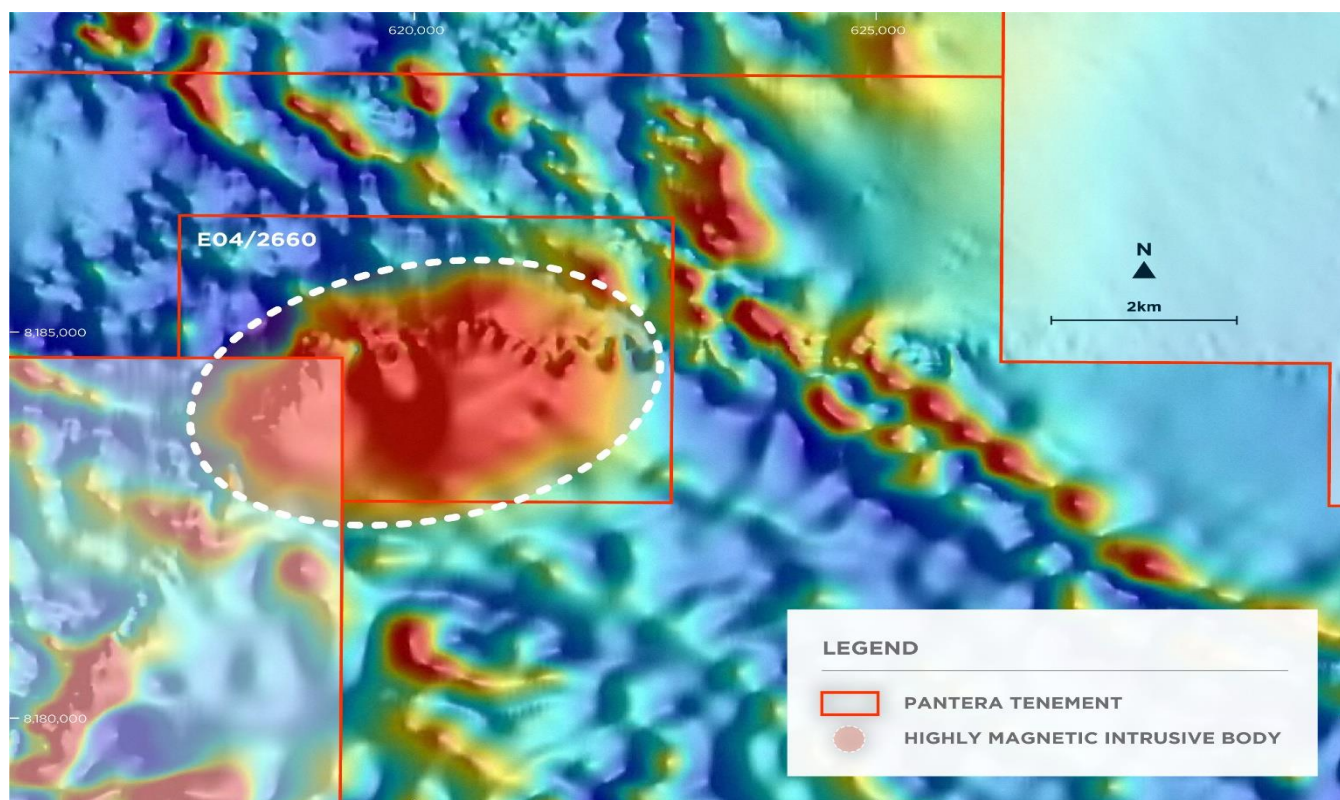 620,000
625,000
E04/2660
N
2km
8,185,000
8,180,000
LEGEND
PANTERA TENEMENT
HIGHLY MAGNETIC INTRUSIVE BODY